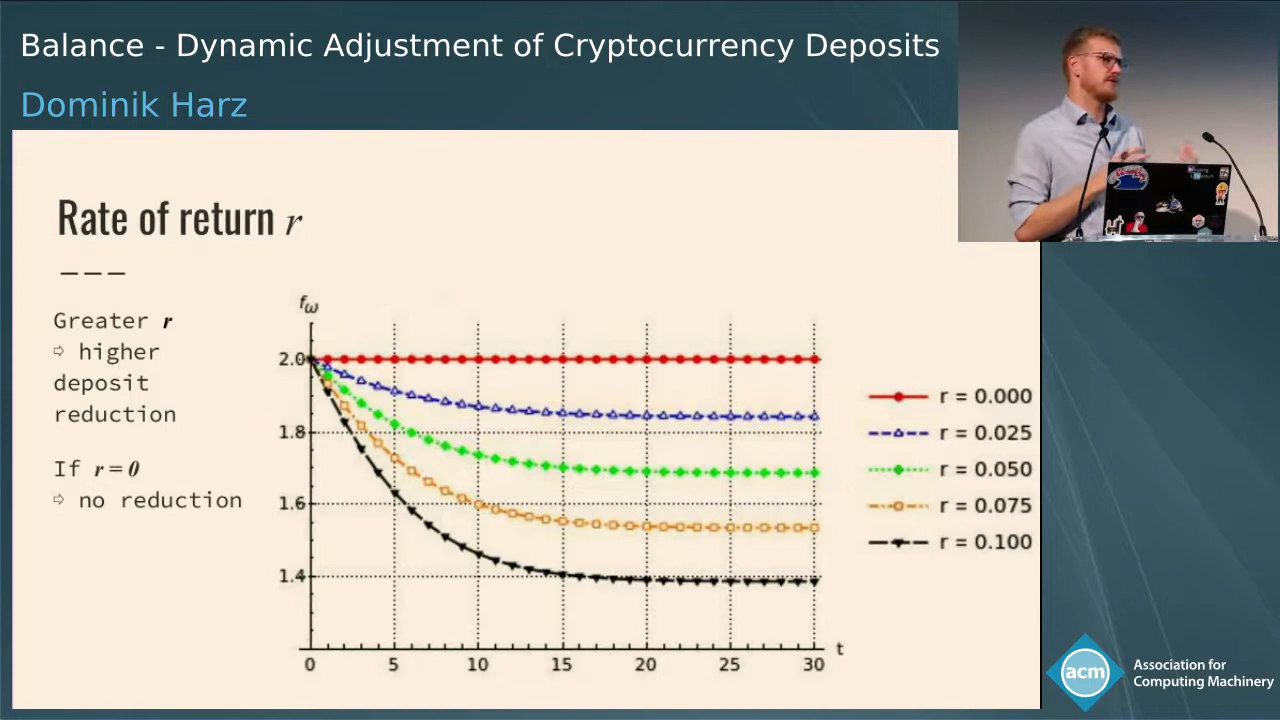 Balance - Dynamic Adjustment of Cryptocurrency Deposits
Dominik Harz
Rate of return r
Greater r
⇨ higher
deposit
reduction
If r = 0
⇨ no reduction
fω
2.0
1.8
1.6
1.4
0 5 10 15 20 25 30 t
r = 0.000
r = 0.025
r = 0.050
r = 0.075
r = 0.100
acm
Association for
Computing Machinery